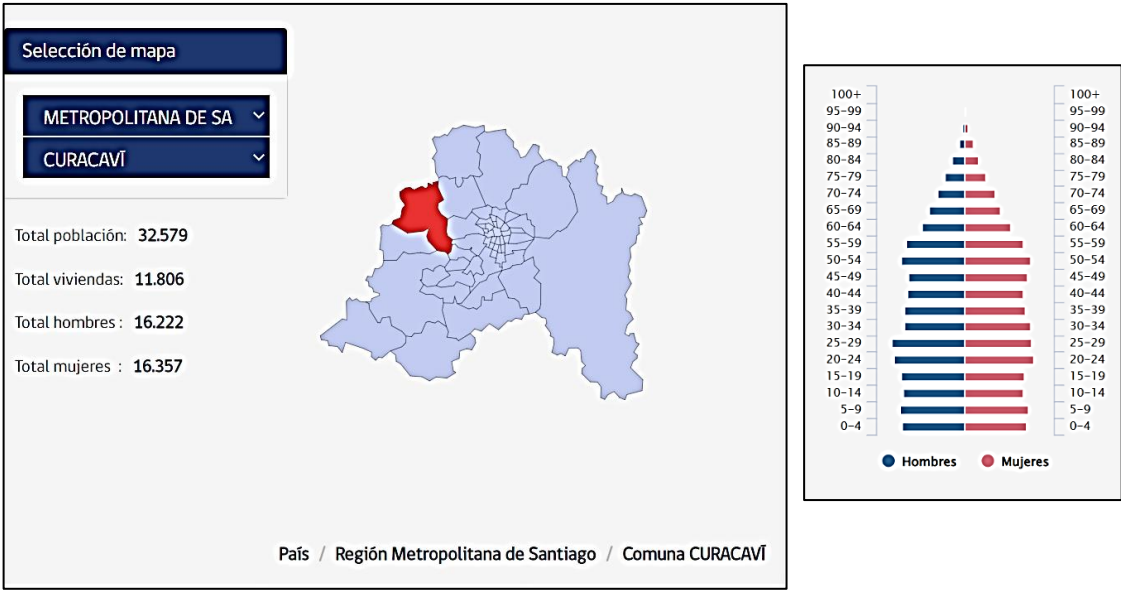 Selección de mapa
METROPOLITANA DE SA
CURACAVĪ
Total población: 32.579
Total viviendas: 11.806
Total hombres : 16.222
Total mujeres : 16.357
País / Región Metropolitana de Santiago / Comuna CURACAVĪ
100+ 100+
95-99 95-99
90-94 90-94
85-89 85-89
80-84 80-84
75-79 75-79
70-74 70-74
65-69 65-69
60-64 60-64
55-59 55-59
50-54 50-54
45-49 45-49
40-44 40-44
35-39 35-39
30-34 30-34
25-29 25-29
20-24 20-24
15-19 15-19
10-14 10-14
5-9 5-9
0-4 0-4
Hombres Mujeres